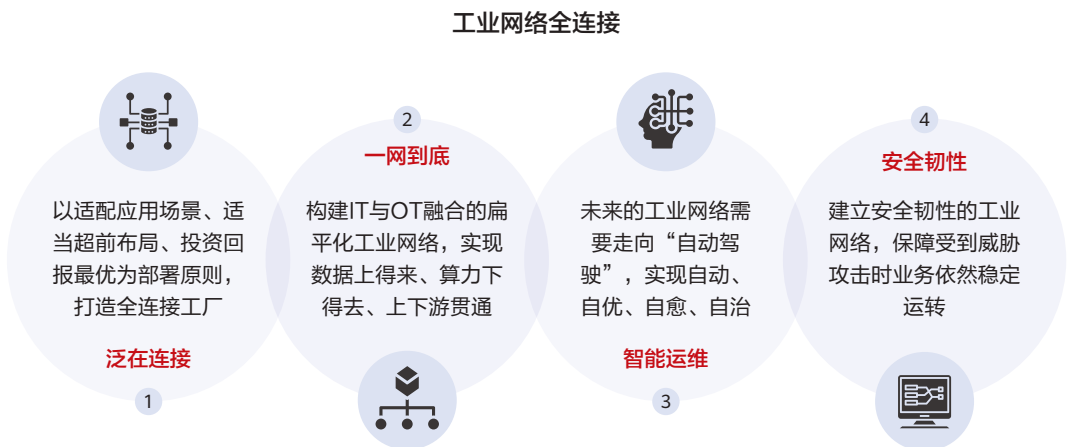 工业网络全连接
以适配应用场景、适
当超前布局、投资回
报最优为部署原则，
打造全连接工厂
泛在连接
1
2
一网到底
构建IT与OT融合的扁
平化工业网络，实现
数据上得来、算力下
得去、上下游贯通
未来的工业网络需
要走向“自动驾
驶”，实现自动、
自优、自愈、自治
智能运维
3
4
安全韧性
建立安全韧性的工业
网络，保障受到威胁
攻击时业务依然稳定
运转